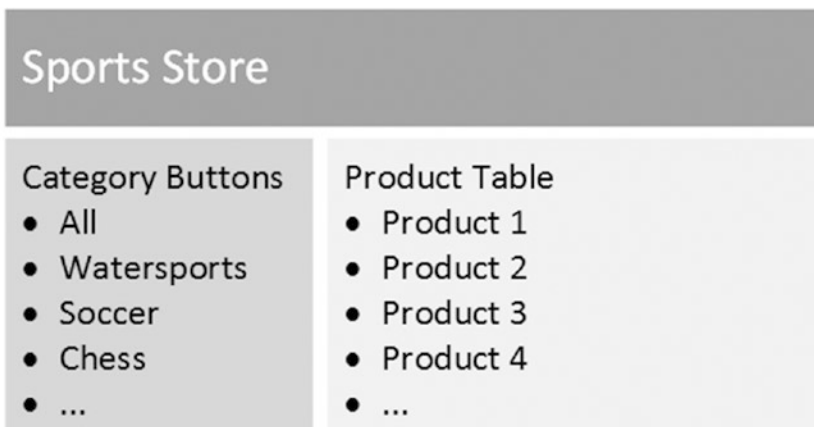 Sports Store
Category Buttons
• All
• Watersports
• Soccer
• Chess
• ...
Product Table
• Product 1
• Product 2
• Product 3
• Product 4
• ...